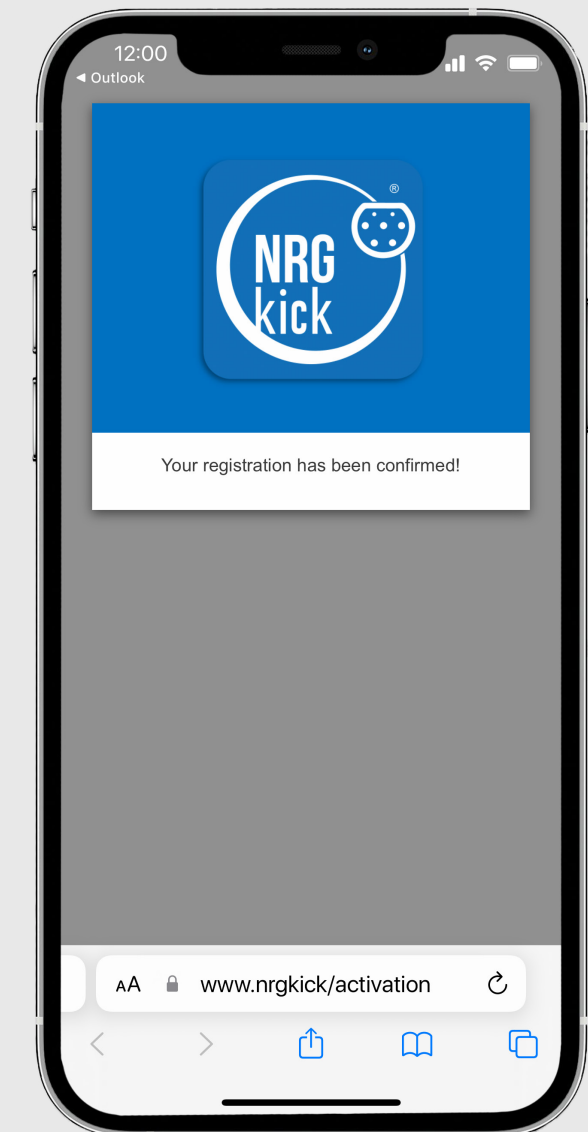 12:00
◀ Outlook
®
NRG
kick
Your registration has been confirmed!
AA www.nrgkick/activation